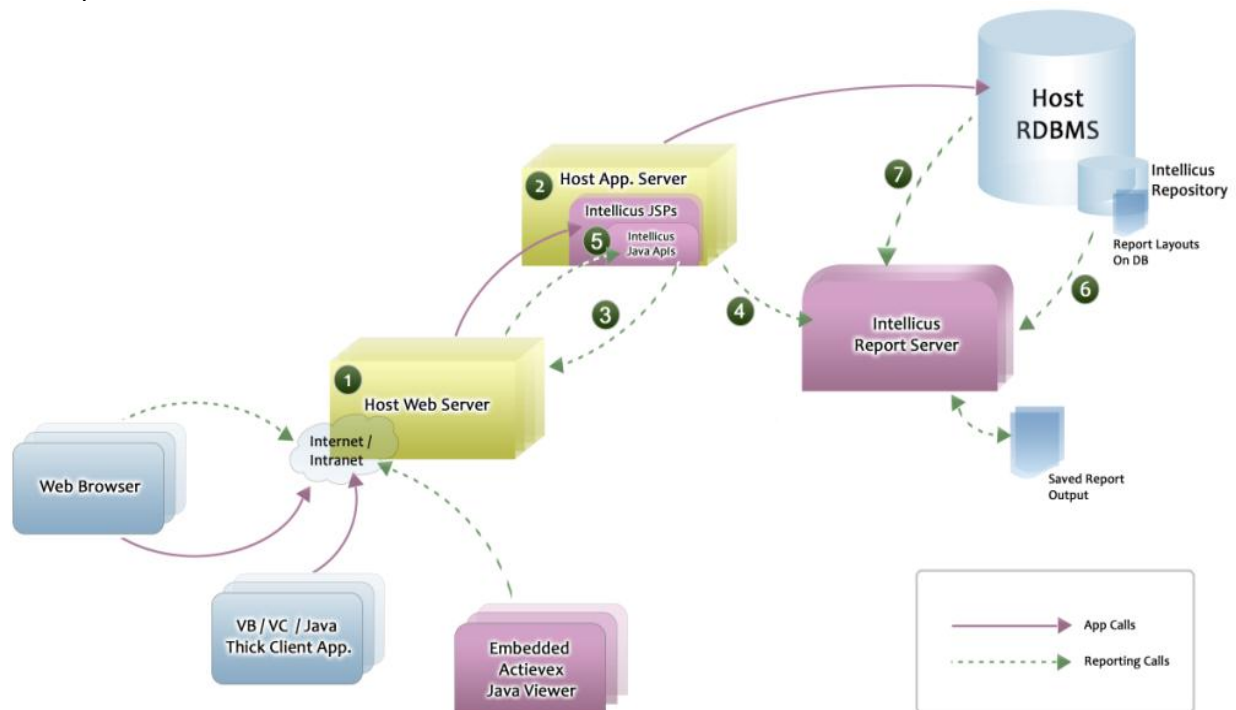 Host
RDBMS
Intellicus
Repository
Report Layouts
On DB
2
Host App. Server
Intellicus JSPs
5
Intellicus
Java Apis
7
6
3
4
Intellicus
Report Server
1
Host Web Server
Internet /
Intranet
Web Browser
Saved Report
Output
VB / VC / Java
Thick Client App.
Embedded
Actievex
Java Viewer
App Calls
Reporting Calls